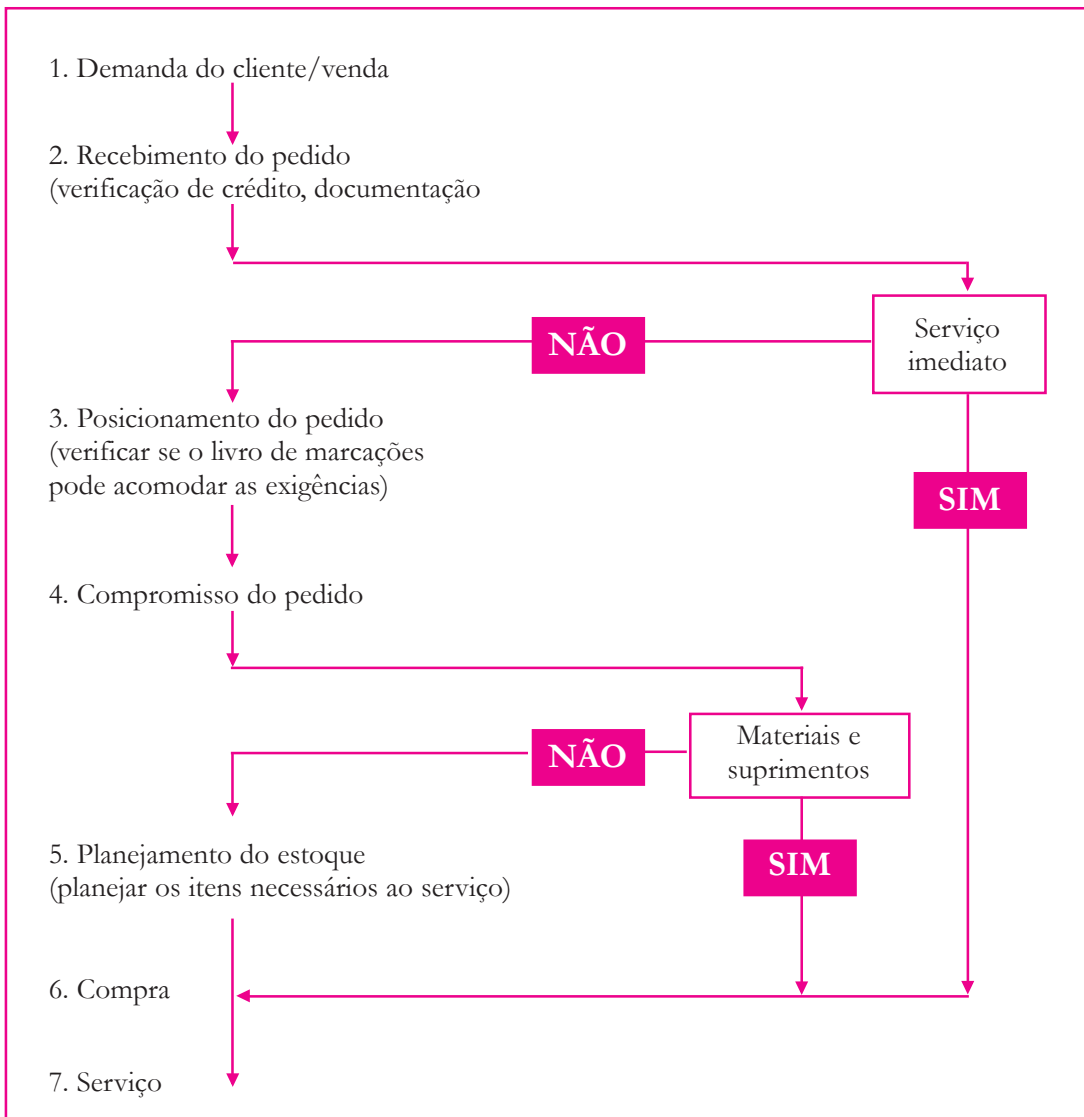 1. Demanda do cliente/venda
2. Recebimento do pedido
(verificação de crédito, documentação
Serviço
imediato
NÃO
3. Posicionamento do pedido
(verificar se o livro de marcações
pode acomodar as exigências)
SIM
4. Compromisso do pedido
Materiais e
suprimentos
NÃO
5. Planejamento do estoque
(planejar os itens necessários ao serviço)
SIM
6. Compra
7. Serviço